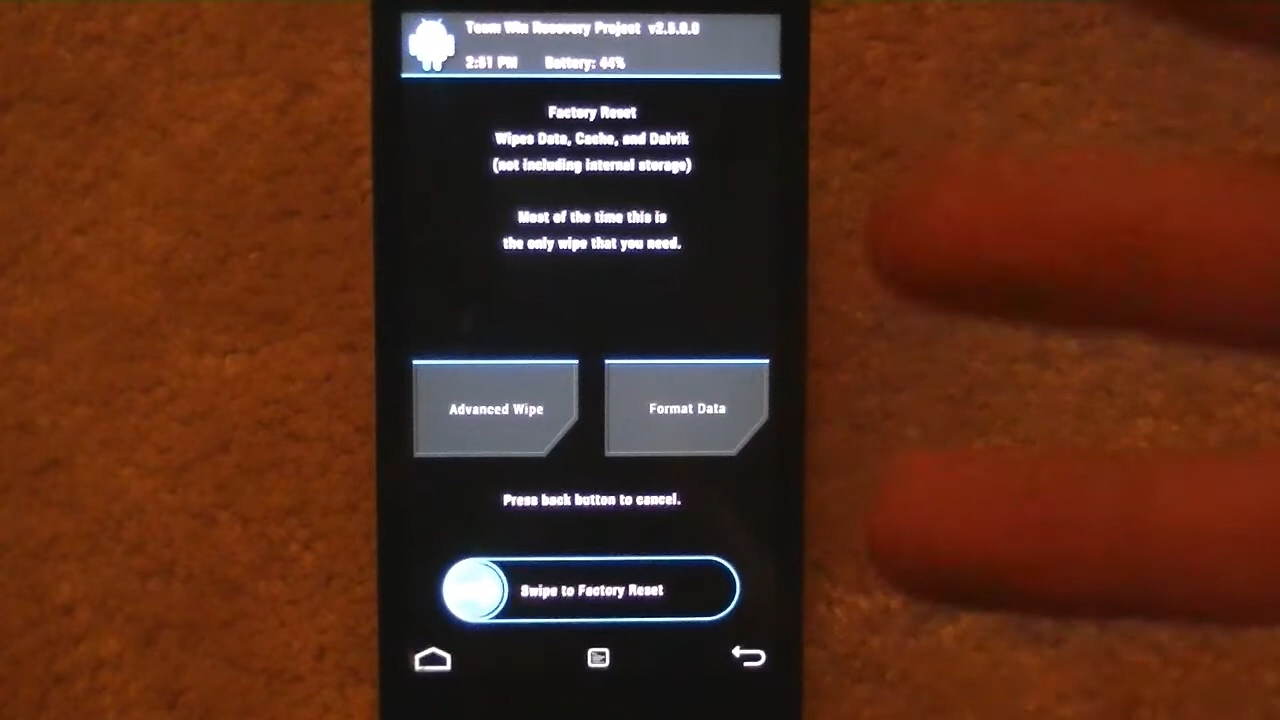 Team Win Recovery Project v2.5.0.0
2:51 PM Battery: 44%
Factory Reset
Wipes Data, Cache, and Dalvik
(not including internal storage)
Most of the time this is
the only wipe that you need.
Advanced Wipe
Format Data
Press back button to cancel.
Swipe to Factory Reset